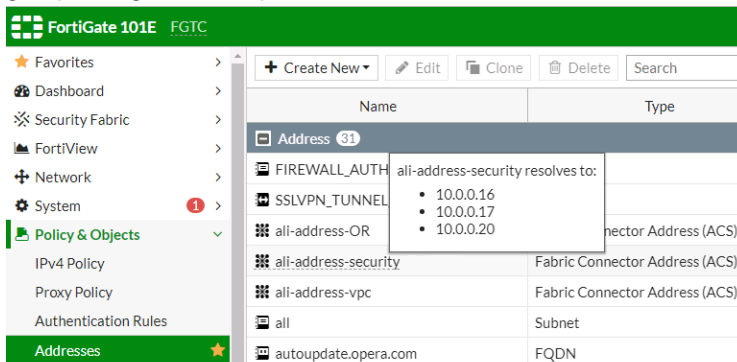 FortiGate 101E FGTC
Favorites
Dashboard
Security Fabric
FortiView
Network
System 1
Policy & Objects
IPv4 Policy
Proxy Policy
Authentication Rules
Addresses
+ Create New Edit Clone Delete Search
Name Type
Address 31
FIREWALL_AUTH
SSLVPN_TUNNEL
ali-address-security resolves to:
• 10.0.0.16
• 10.0.0.17
• 10.0.0.20
ali-address-OR nector Address (ACS)
ali-address-security Fabric Connector Address (ACS)
ali-address-vpc Fabric Connector Address (ACS)
all Subnet
autoupdate.opera.com FQDN